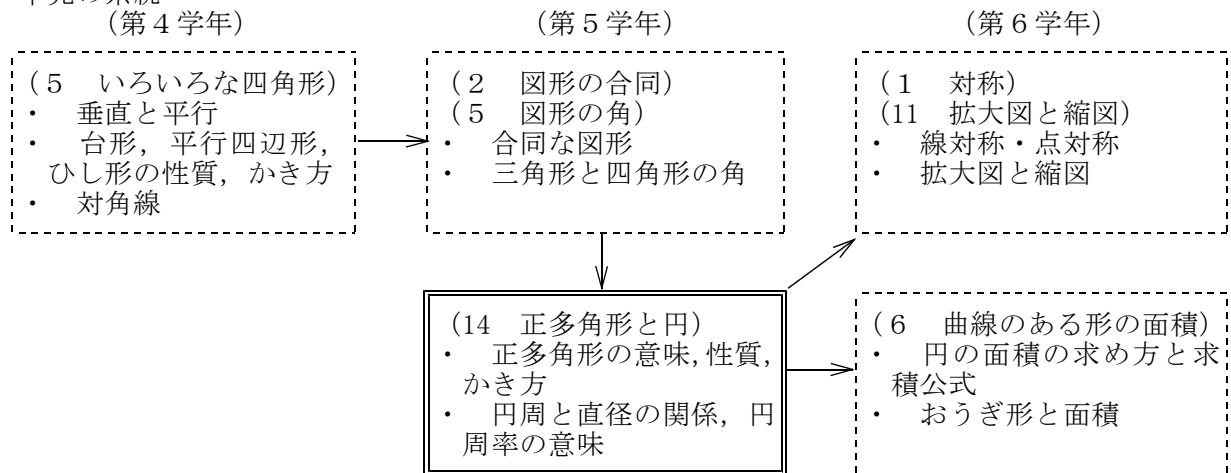 (第４学年)
(第５学年)
(第６学年)
(５　いろいろな四角形)
・　垂直と平行
・　台形，平行四辺形，
ひし形の性質，かき方
・　対角線
(２　図形の合同)
(５　図形の角)
・　合同な図形
・　三角形と四角形の角
(１　対称)
(11　拡大図と縮図)
・　線対称・点対称
・　拡大図と縮図
(14　正多角形と円)
・　正多角形の意味，性質，
かき方
・　円周と直径の関係，円
周率の意味
(６　曲線のある形の面積)
・　円の面積の求め方と求
積公式
・　おうぎ形と面積